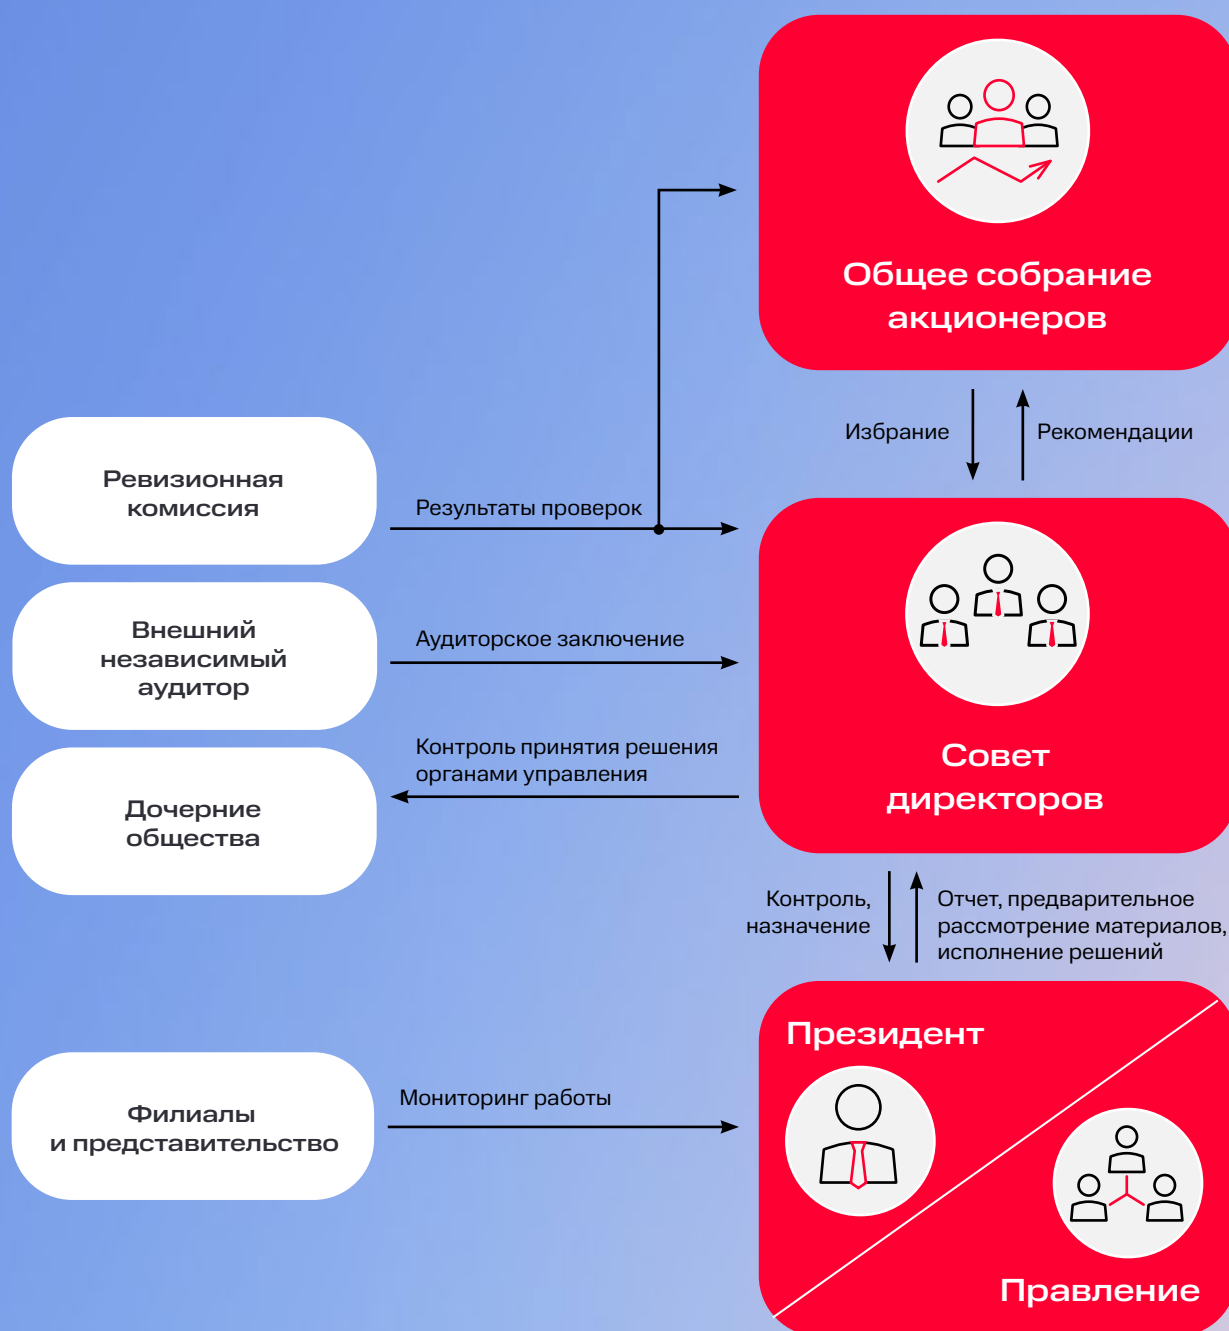 Общее собрание
акционеров
Избрание
Рекомендации
Ревизионная
комиссия
Результаты проверок
Внешний
независимый
аудитор
Аудиторское заключение
Совет
директоров
Контроль принятия решения
органами управления
Дочерние
общества
Контроль,
назначение
Отчет, предварительное
рассмотрение материалов,
исполнение решений
Президент
Филиалы
и представительство
Мониторинг работы
Правление